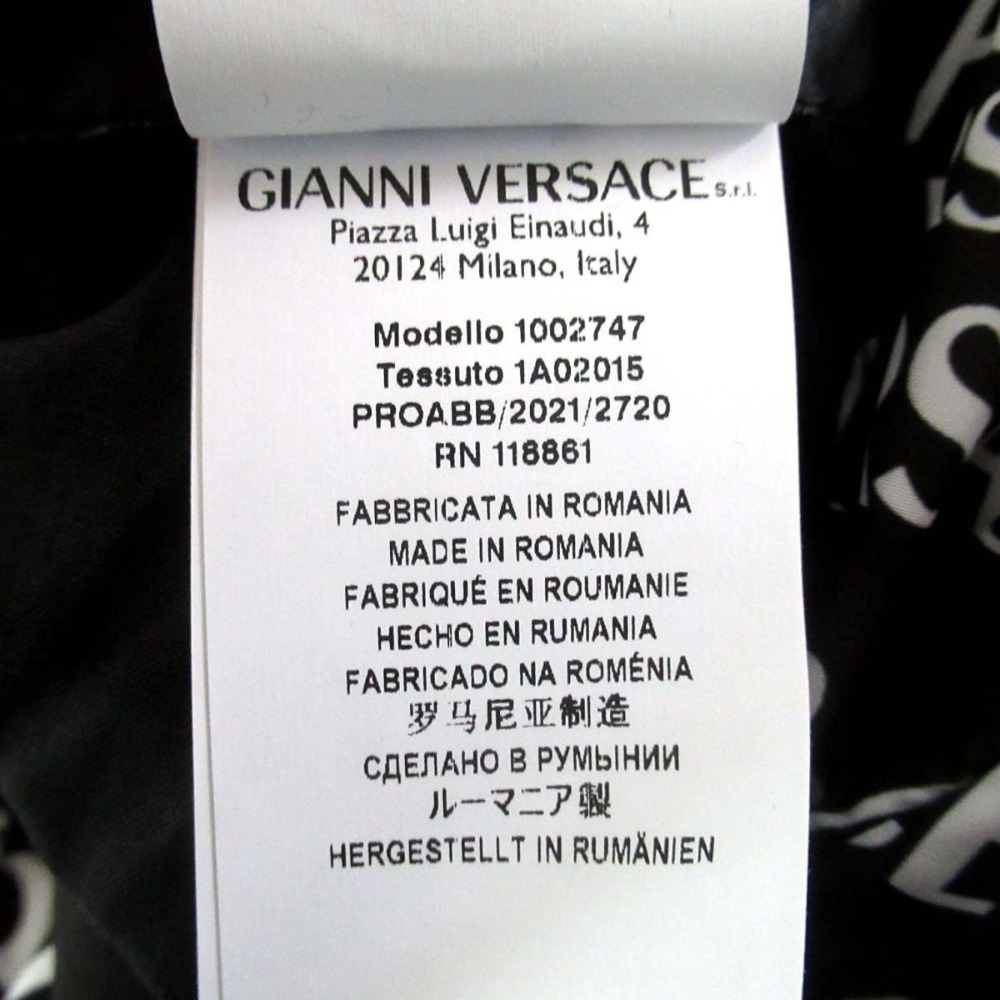 GIANNI VERSACE S.r.l.
Piazza Luigi Einaudi, 4
20124 Milano, Italy
Modello 1002747
Tessuto 1A02015
PROABB/2021/2720
RN 118861
FABBRICATA IN ROMANIA
MADE IN ROMANIA
FABRIQUÉ EN ROUMANIE
HECHO EN RUMANIA
FABRICADO NA ROMÉNIA
罗马尼亚制造
СДЕЛАНО В РУМЫНИИ
ルーマニア製
HERGESTELLT IN RUMÄNIEN